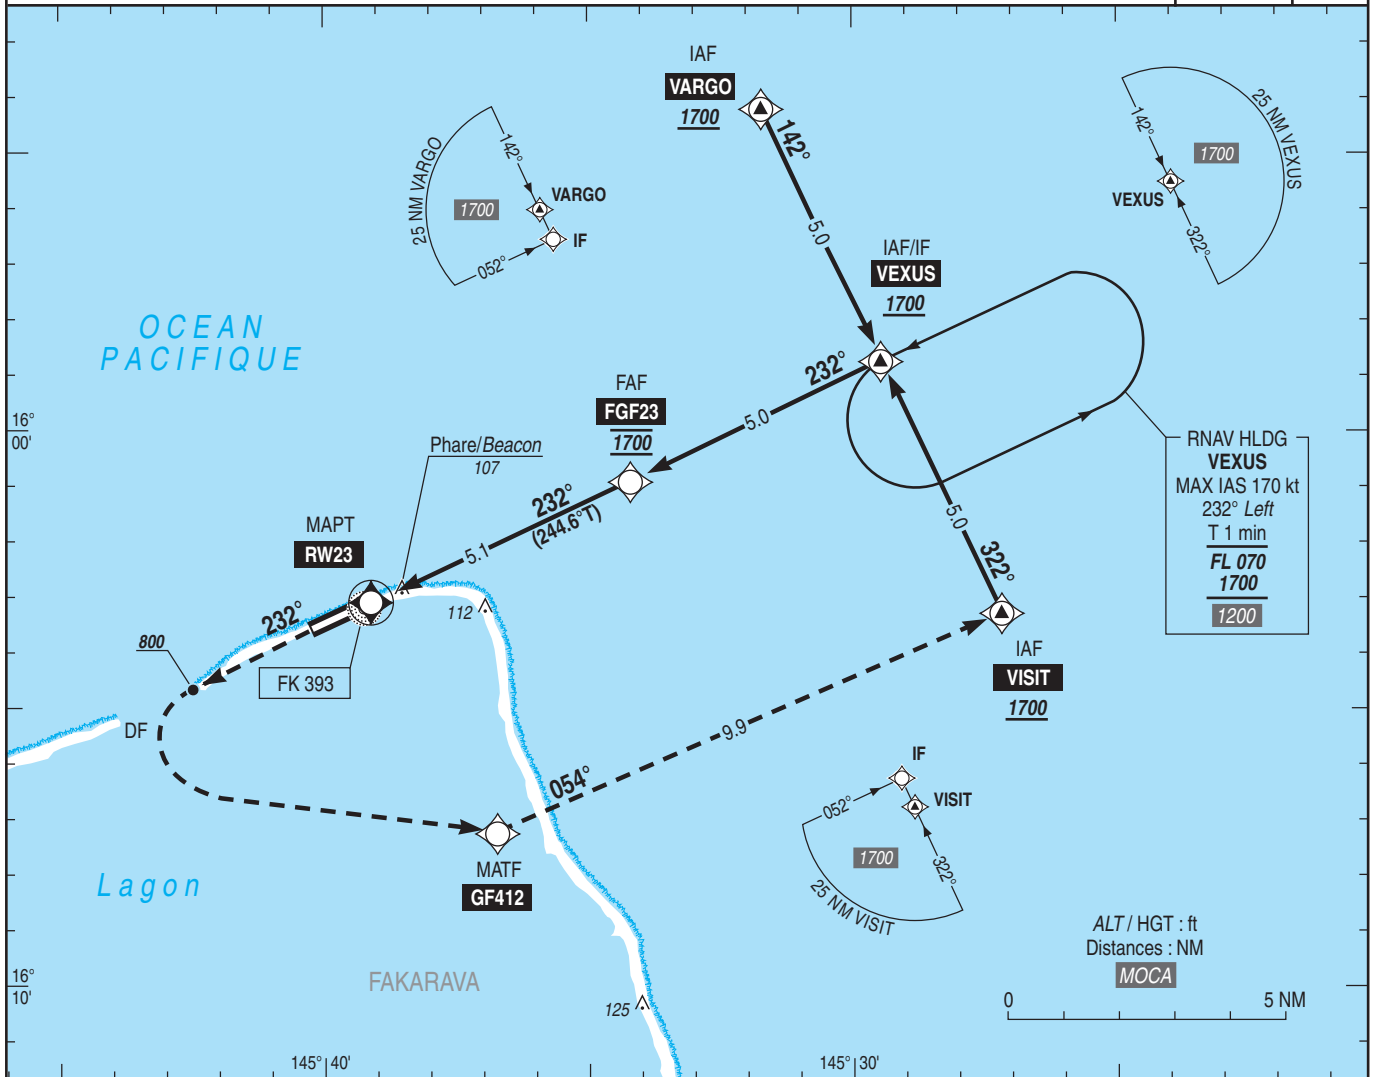 IAF
VARGO
1700
142°
5.0
25 NM VARGO
142°
1700
VARGO
IF
052°
25 NM VEXUS
142°
1700
VEXUS
322°
IAF/IF
VEXUS
1700
OCEAN
PACIFIQUE
232°
5.0
FAF
FGF23
1700
16°
00'
Phare/Beacon
107
232°
(244.6°T)
5.1
RNAV HLDG
VEXUS
MAX IAS 170 kt
232° Left
T 1 min
FL 070
1700
1200
5.0
322°
MAPT
RW23
232°
112
800
FK 393
IAF
VISIT
1700
DF
9.9
054°
IF
VISIT
052°
1700
322°
25 NM VISIT
MATF
GF412
Lagon
ALT / HGT : ft
Distances : NM
MOCA
FAKARAVA
16°
10'
125
0 5 NM
145° 40'
145° 30'